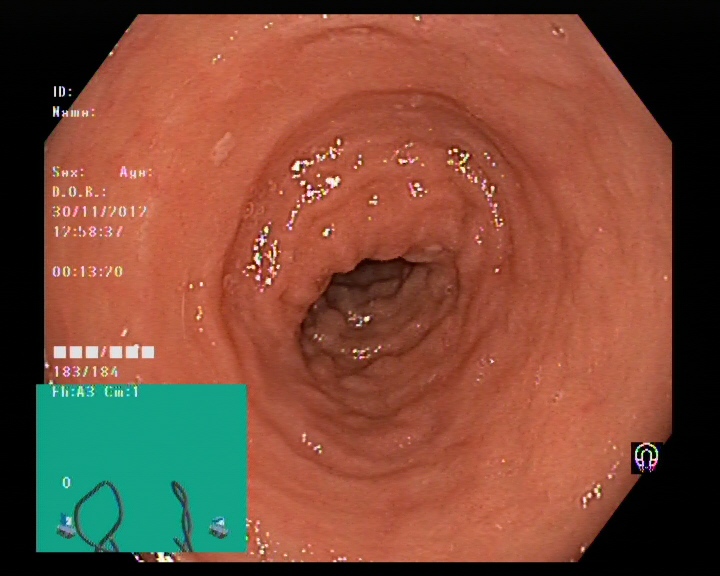 ID:
Name:
Sex: Age:
D.O.B.:
30/11/2012
12:58:37
00:13:20
■■■/■■■
183/184
Eh:A3 Cm:1
0